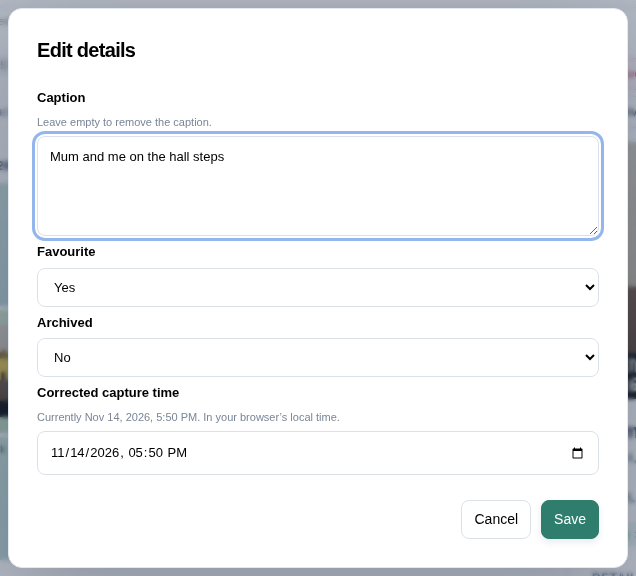 Edit details
Caption
Leave empty to remove the caption.
Mum and me on the hall steps
Favourite
Yes
Archived
No
Corrected capture time
Currently Nov 14, 2026, 5:50 PM. In your browser's local time.
11/14/2026, 05:50 PM
Cancel Save